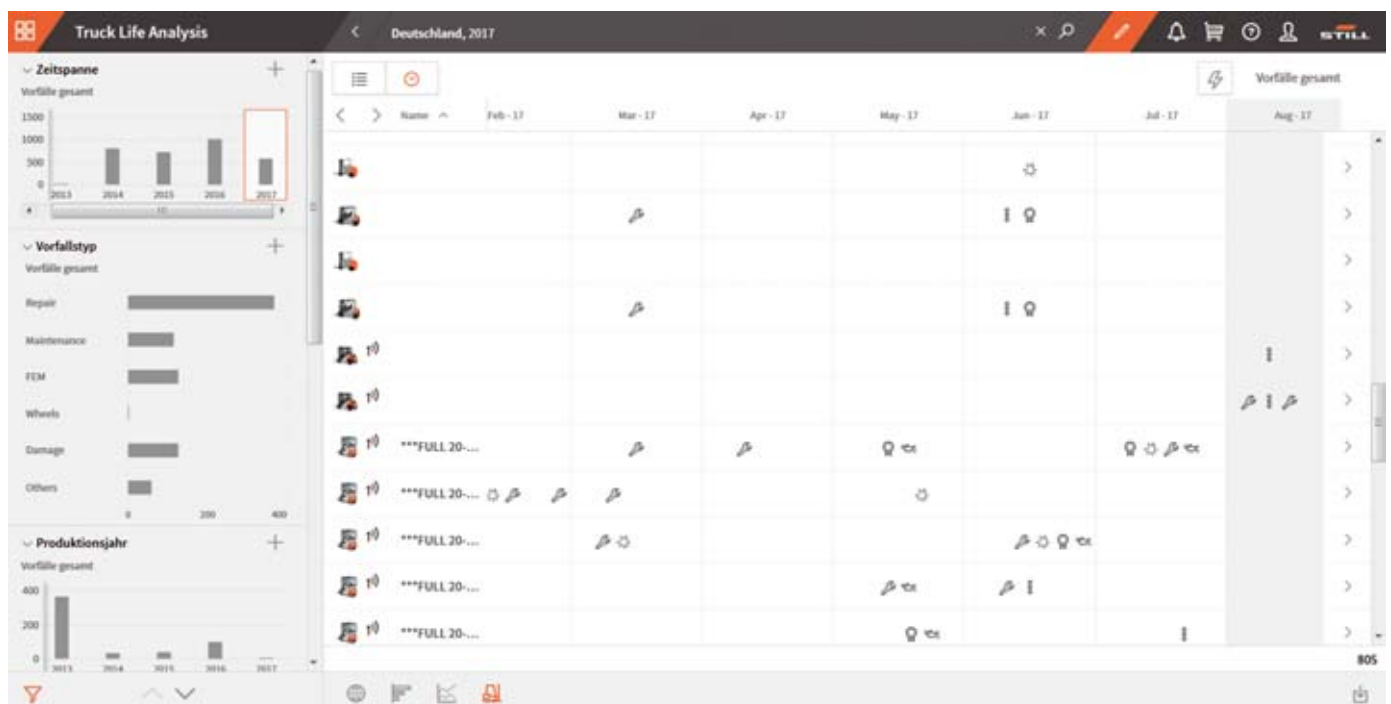 Truck Life Analysis
Deutschland, 2017
STILL
Zeitspanne
Vorfälle gesamt
1500
1000
500
0
2013 2014 2015 2016 2017
Vorfallstyp
Vorfälle gesamt
Repair
Maintenance
FEM
Wheels
Damage
Others
0 200 400
Produktionsjahr
Vorfälle gesamt
400
200
0
2013 2014 2015 2016 2017
Vorfälle gesamt
Name Feb - 17 Mar - 17 Apr - 17 May - 17 Jun - 17 Jul - 17 Aug - 17
***FULL 20-...
***FULL 20-...
***FULL 20-...
***FULL 20-...
***FULL 20-...
805